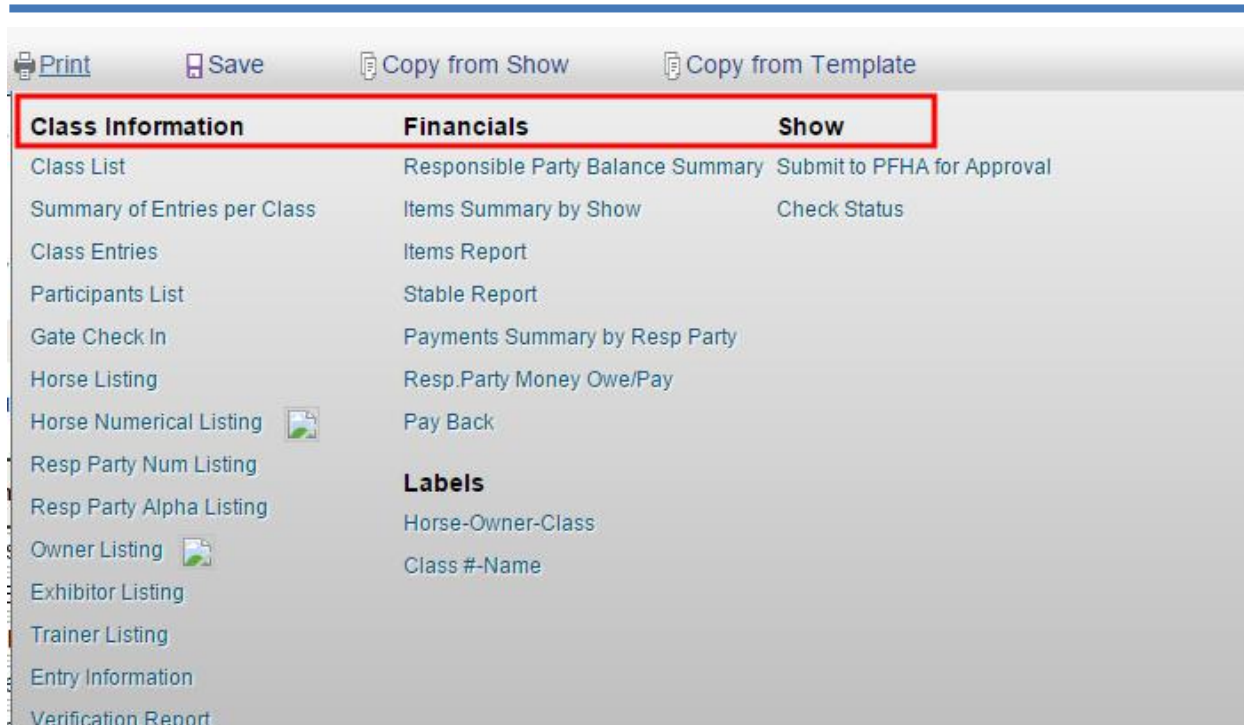 Print Save Copy from Show Copy from Template
Class Information Financials Show
Class List Responsible Party Balance Summary Submit to PFHA for Approval
Summary of Entries per Class Items Summary by Show Check Status
Class Entries Items Report
Participants List Stable Report
Gate Check In Payments Summary by Resp Party
Horse Listing Resp.Party Money Owe/Pay
Horse Numerical Listing Pay Back
Resp Party Num Listing
Labels
Resp Party Alpha Listing
Horse-Owner-Class
Owner Listing
Class #-Name
Exhibitor Listing
Trainer Listing
Entry Information
Verification Report